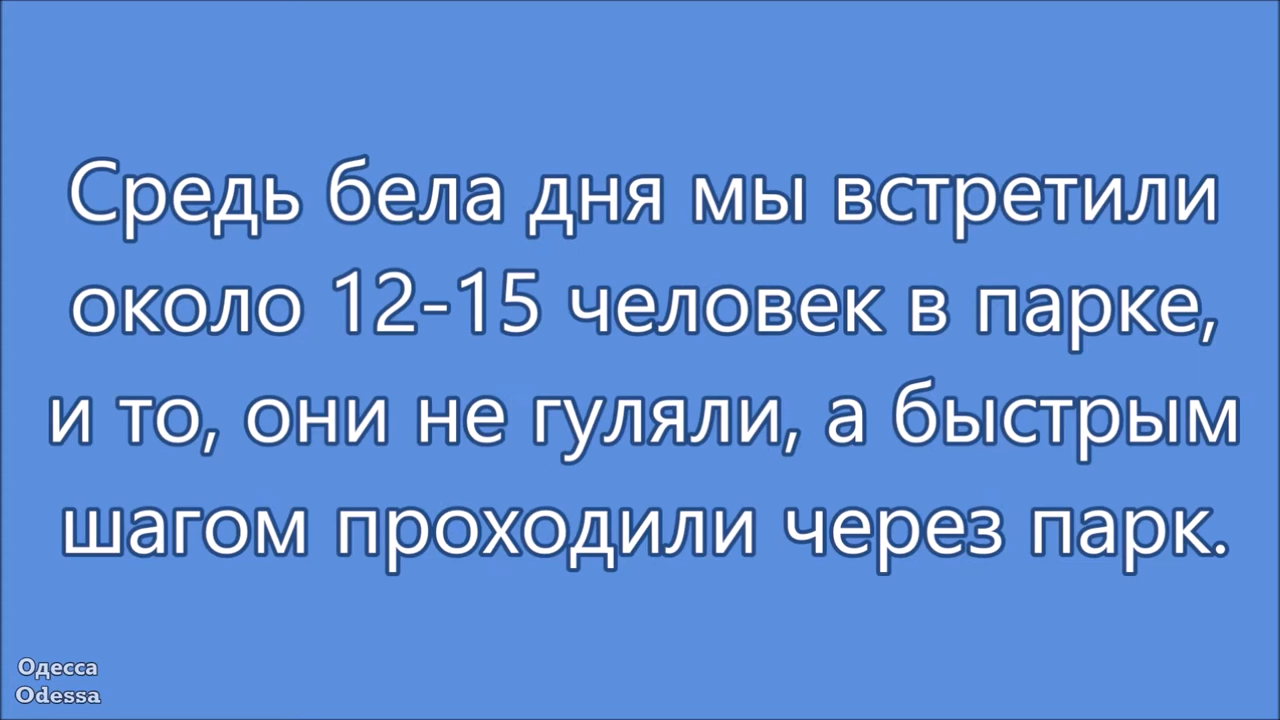 Средь бела дня мы встретили
около 12-15 человек в парке,
и то, они не гуляли, а быстрым
шагом проходили через парк.
Одесса
Odessa